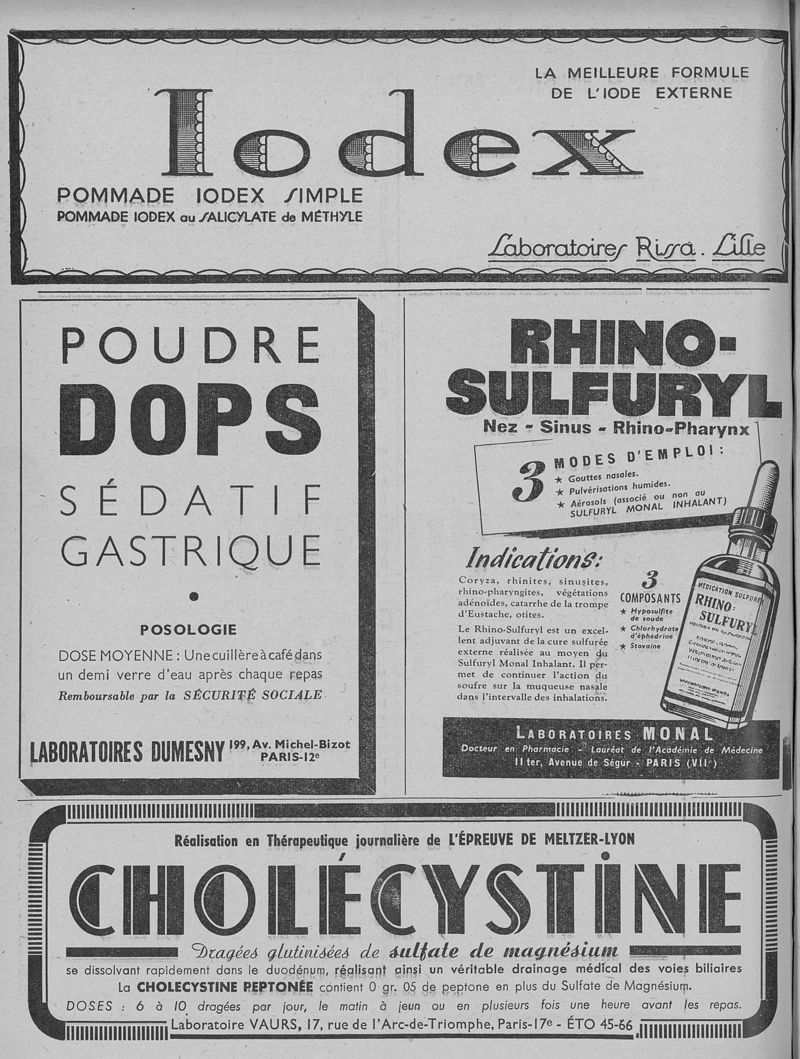 LA MEILLEURE FORMULE
DE L'IODE EXTERNE
Iodex
POMMADE IODEX SIMPLE
POMMADE IODEX au SALICYLATE de MÉTHYLE
Laboratoires Rissa. Lille
POUDRE
DOPS
SÉDATIF
GASTRIQUE
POSOLOGIE
DOSE MOYENNE : Une cuillère à café dans
un demi verre d'eau après chaque repas
Remboursable par la SÉCURITÉ SOCIALE
LABORATOIRES DUMESNY 199, Av. Michel-Bizot
PARIS-12e
RHINO-
SULFURYL
Nez - Sinus - Rhino-Pharynx
3 MODES D'EMPLOI :
★ Gouttes nasales.
★ Pulvérisations humides.
★ Aérosols (associé ou non au
SULFURYL MONAL INHALANT)
Indications:
Coryza, rhinites, sinusites,
rhino-pharyngites, végétations
adénoïdes, catarrhe de la trompe
d'Eustache, otites.
Le Rhino-Sulfuryl est un excel-
lent adjuvant de la cure sulfurée
externe réalisée au moyen du
Sulfuryl Monal Inhalant. Il per-
met de continuer l'action du
soufre sur la muqueuse nasale
dans l'intervalle des inhalations.
3
COMPOSANTS
★ Hyposulfite
de soude
★ Chlorhydrate
d'éphédrine
★ Stovaïne
MÉDICATION SULFURÉE
RHINO-
SULFURYL
LABORATOIRES MONAL
Docteur en Pharmacie - Lauréat de l'Académie de Médecine
11 ter, Avenue de Ségur - PARIS (VIIe)
Réalisation en Thérapeutique journalière de L'ÉPREUVE DE MELTZER-LYON
CHOLÉCYSTINE
Dragées glutinisées de sulfate de magnésium
se dissolvant rapidement dans le duodénum, réalisant ainsi un véritable drainage médical des voies biliaires
La CHOLECYSTINE PEPTONÉE contient 0 gr. 05 de peptone en plus du Sulfate de Magnésium.
DOSES : 6 à 10 dragées par jour, le matin à jeun ou en plusieurs fois une heure avant les repas.
Laboratoire VAURS, 17, rue de l'Arc-de-Triomphe, Paris-17e - ÉTO 45-66